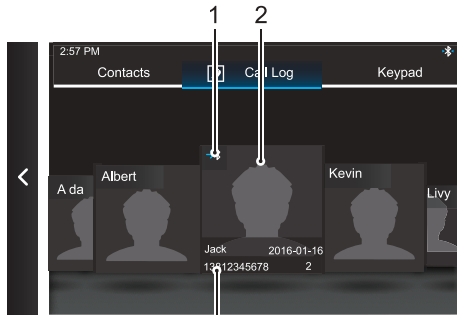 1 2
2:57 PM
Contacts Call Log Keypad
A da Albert Kevin Livy
Jack 2016-01-16
13812345678 2